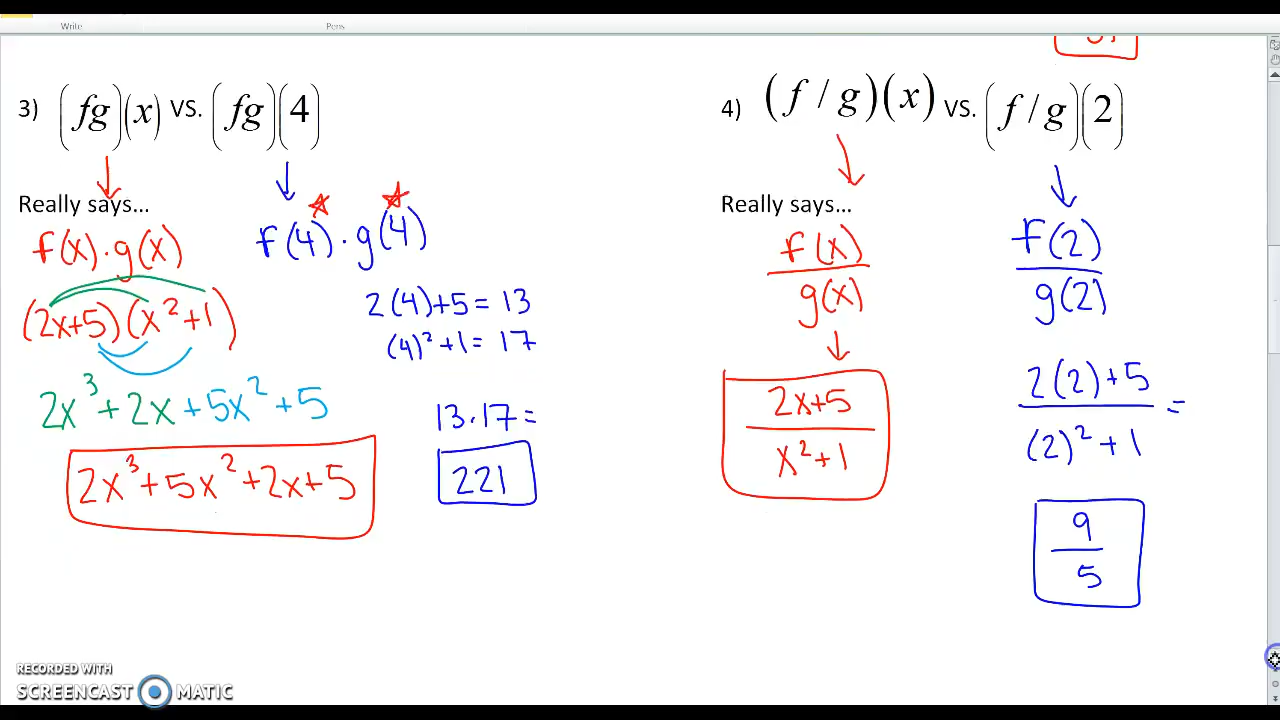 Write
Pens
3) (fg)(x) VS. (fg)(4)
Really says...
f(x)·g(x)
(2x+5)(x²+1)
2x³+2x+5x²+5
2x³+5x²+2x+5
f(4)·g(4)
2(4)+5=13
(4)²+1=17
13·17=
221
4) (f/g)(x) VS. (f/g)(2)
Really says...
f(x)
g(x)
2x+5
x²+1
f(2)
g(2)
2(2)+5
(2)²+1
=
9
5
RECORDED WITH
SCREENCAST MATIC